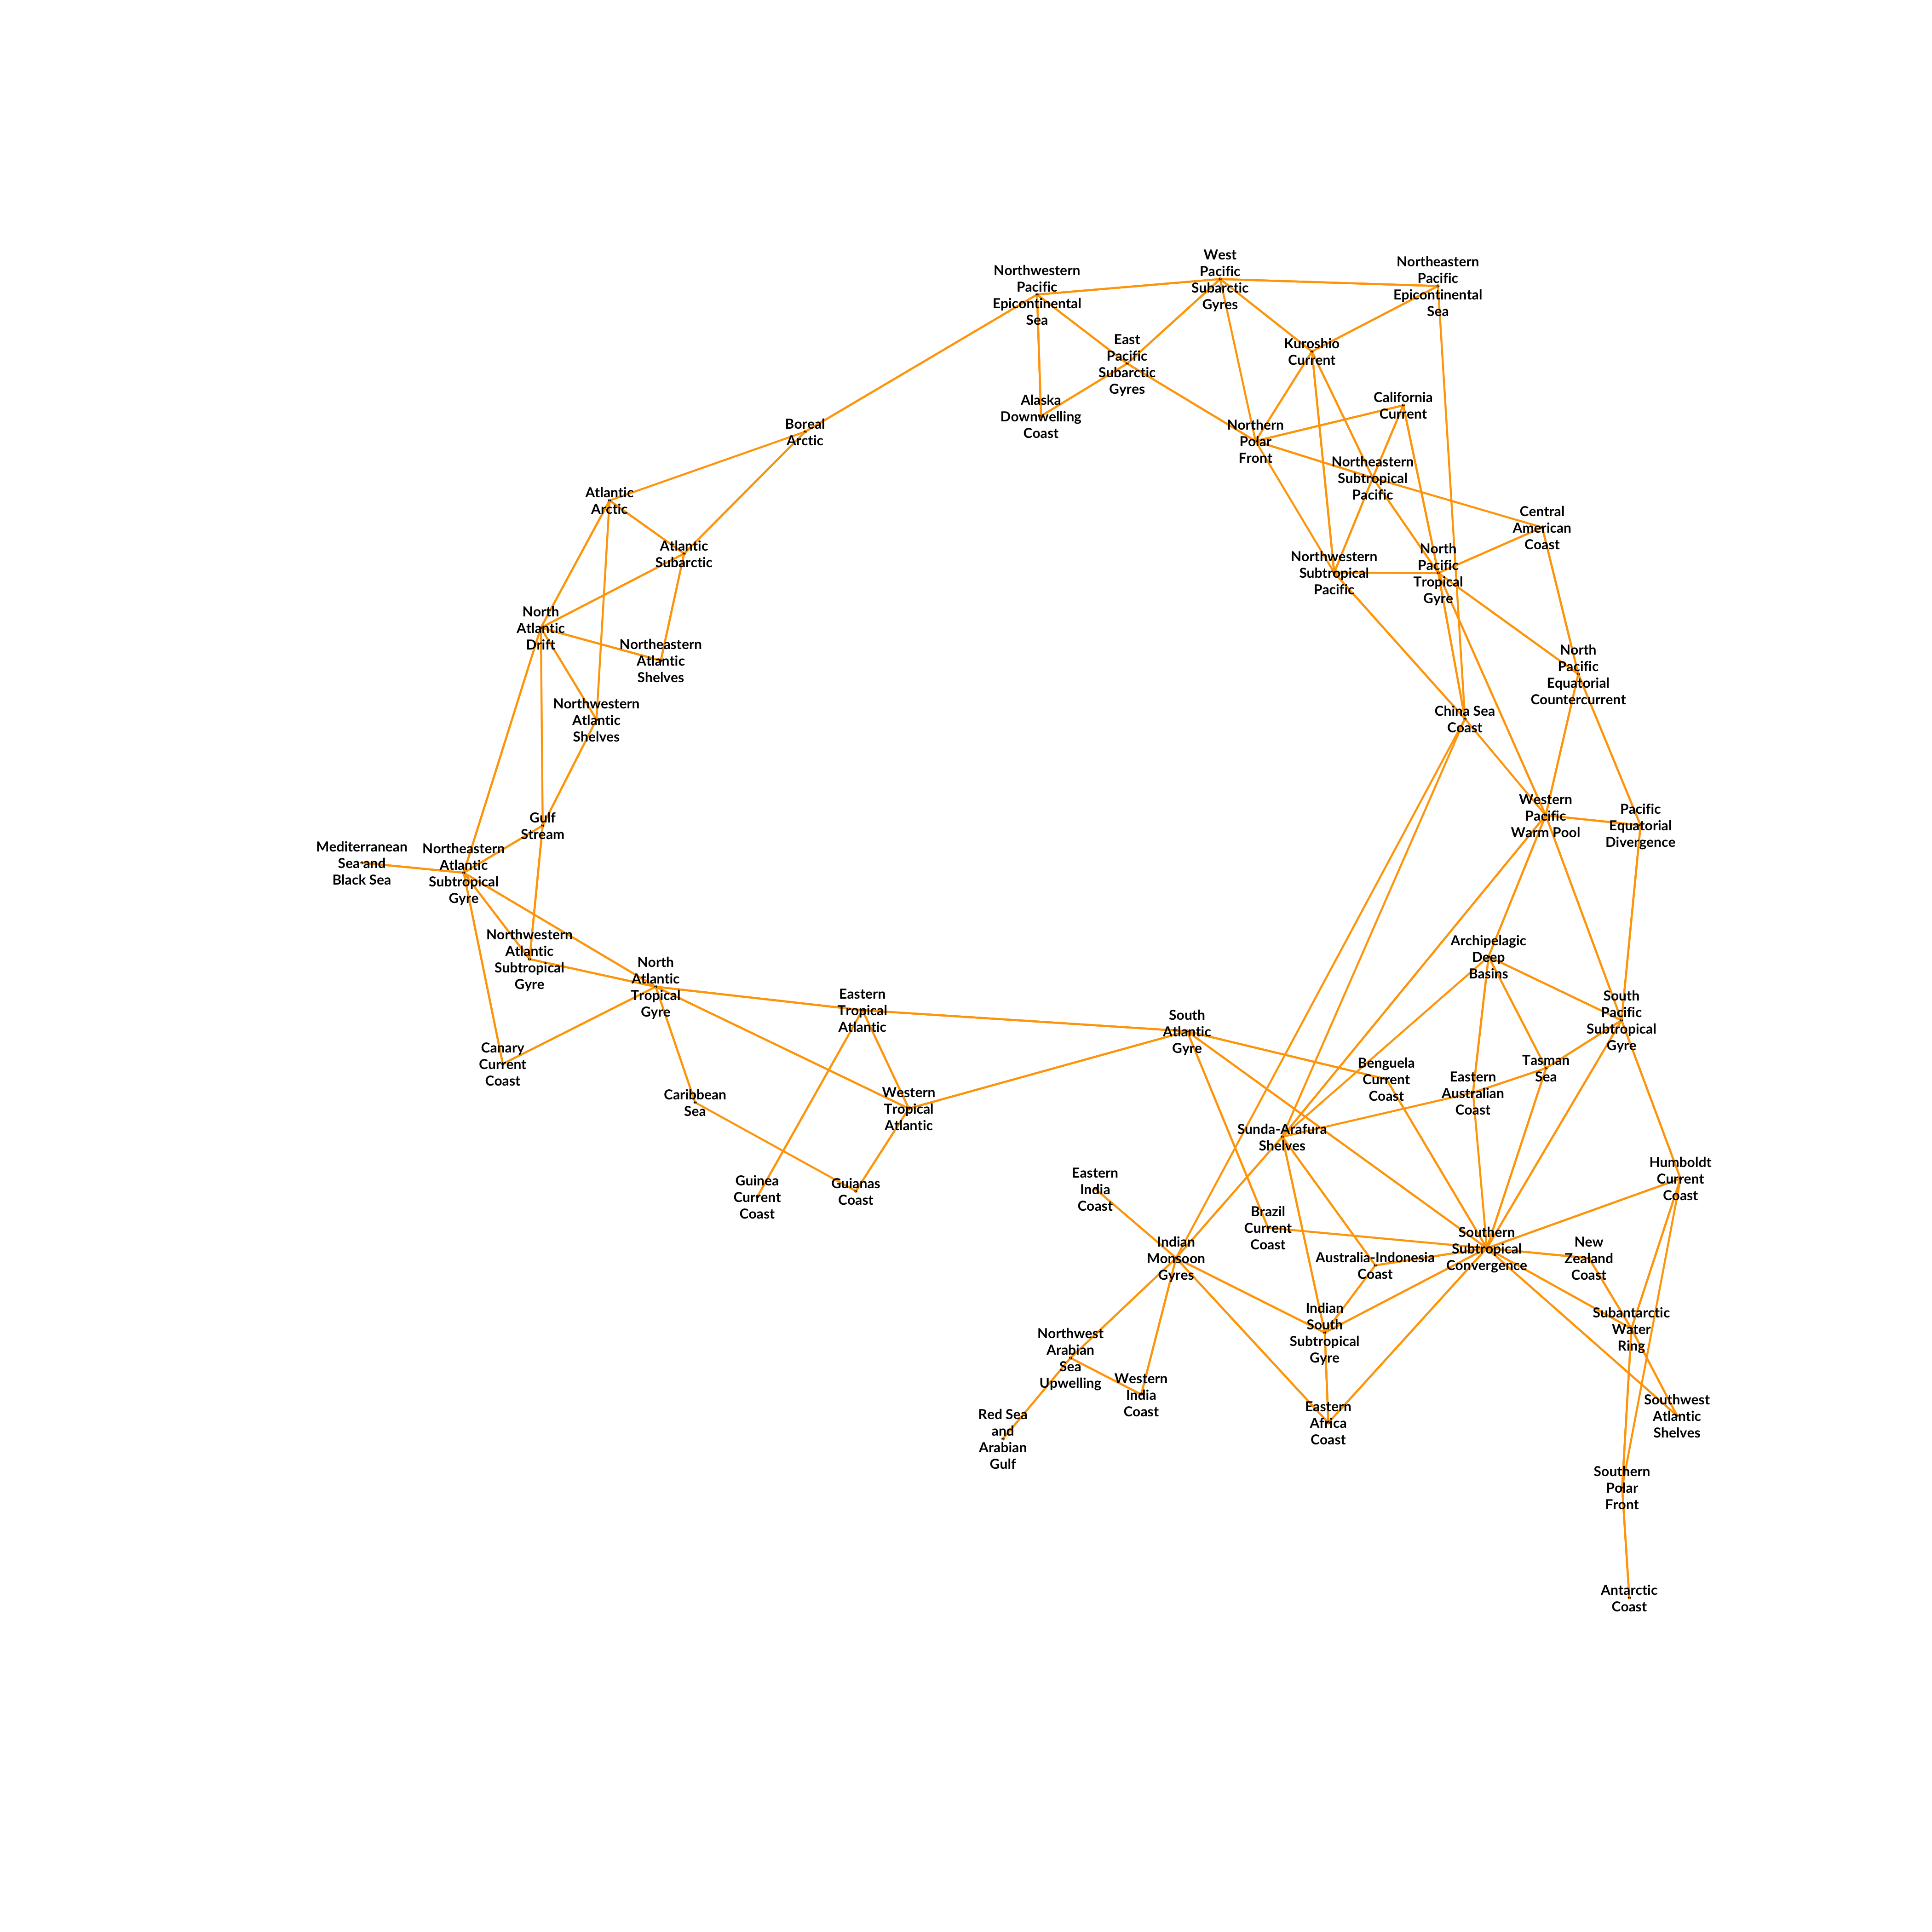 West
Pacific
Subarctic
Gyres
Northeastern
Pacific
Epicontinental
Sea
Northwestern
Pacific
Epicontinental
Sea
East
Pacific
Subarctic
Gyres
Kuroshio
Current
Alaska
Downwelling
Coast
California
Current
Boreal
Arctic
Northern
Polar
Front
Northeastern
Subtropical
Pacific
Atlantic
Arctic
Central
American
Coast
Atlantic
Subarctic
Northwestern
Subtropical
Pacific
North
Pacific
Tropical
Gyre
North
Atlantic
Drift
Northeastern
Atlantic
Shelves
North
Pacific
Equatorial
Countercurrent
Northwestern
Atlantic
Shelves
China Sea
Coast
Western
Pacific
Warm Pool
Pacific
Equatorial
Divergence
Gulf
Stream
Mediterranean
Sea and
Black Sea
Northeastern
Atlantic
Subtropical
Gyre
Northwestern
Atlantic
Subtropical
Gyre
Archipelagic
Deep
Basins
North
Atlantic
Tropical
Gyre
Eastern
Tropical
Atlantic
South
Pacific
Subtropical
Gyre
South
Atlantic
Gyre
Canary
Current
Coast
Benguela
Current
Coast
Tasman
Sea
Eastern
Australian
Coast
Caribbean
Sea
Western
Tropical
Atlantic
Sunda-Arafura
Shelves
Humboldt
Current
Coast
Eastern
India
Coast
Guinea
Current
Coast
Guianas
Coast
Brazil
Current
Coast
Southern
Subtropical
Convergence
Indian
Monsoon
Gyres
Australia-Indonesia
Coast
New
Zealand
Coast
Indian
South
Subtropical
Gyre
Subantarctic
Water
Ring
Northwest
Arabian
Sea
Upwelling
Western
India
Coast
Eastern
Africa
Coast
Southwest
Atlantic
Shelves
Red Sea
and
Arabian
Gulf
Southern
Polar
Front
Antarctic
Coast